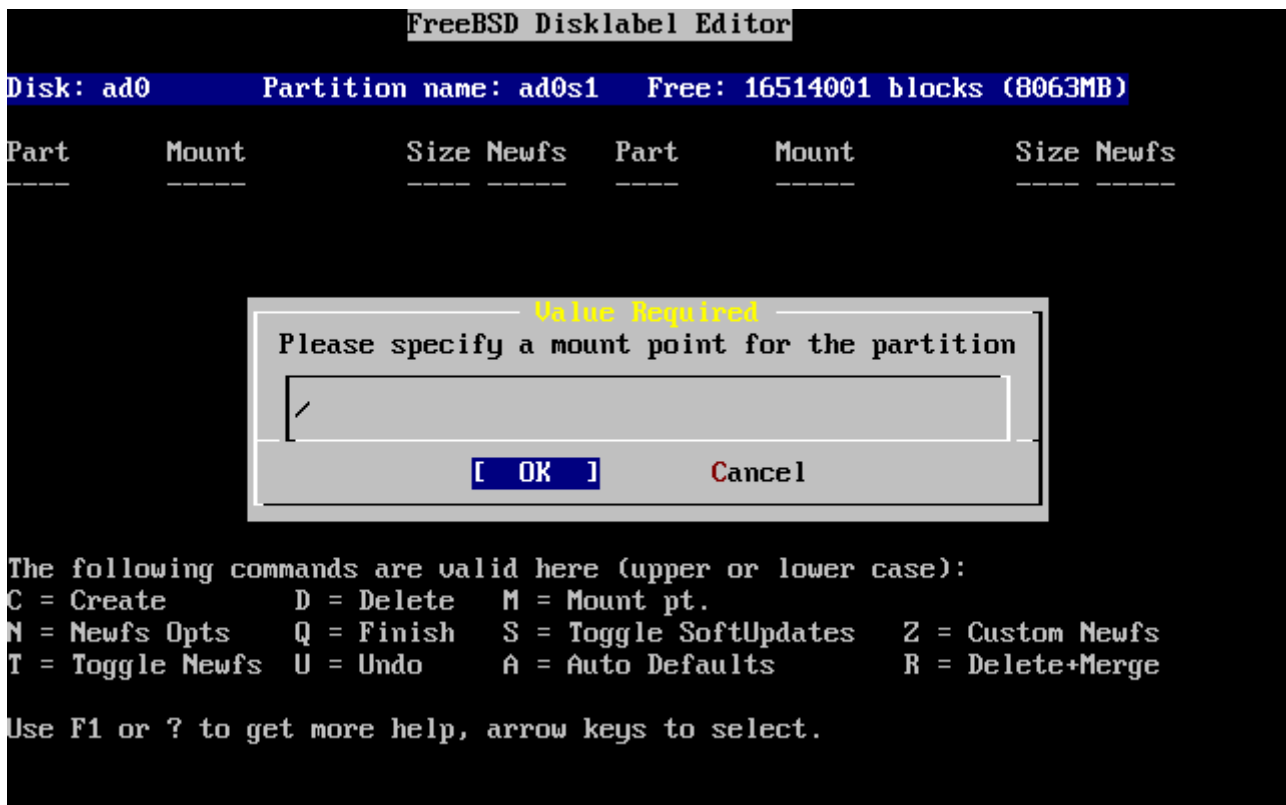 FreeBSD Disklabel Editor
Disk: ad0       Partition name: ad0s1   Free: 16514001 blocks (8063MB)
Part      Mount          Size Newfs   Part      Mount          Size Newfs
----      -----          ---- -----   ----      -----          ---- -----
Value Required
Please specify a mount point for the partition
/
[  OK  ]       Cancel
The following commands are valid here (upper or lower case):
C = Create        D = Delete   M = Mount pt.
N = Newfs Opts    Q = Finish   S = Toggle SoftUpdates   Z = Custom Newfs
T = Toggle Newfs  U = Undo     A = Auto Defaults        R = Delete+Merge
Use F1 or ? to get more help, arrow keys to select.